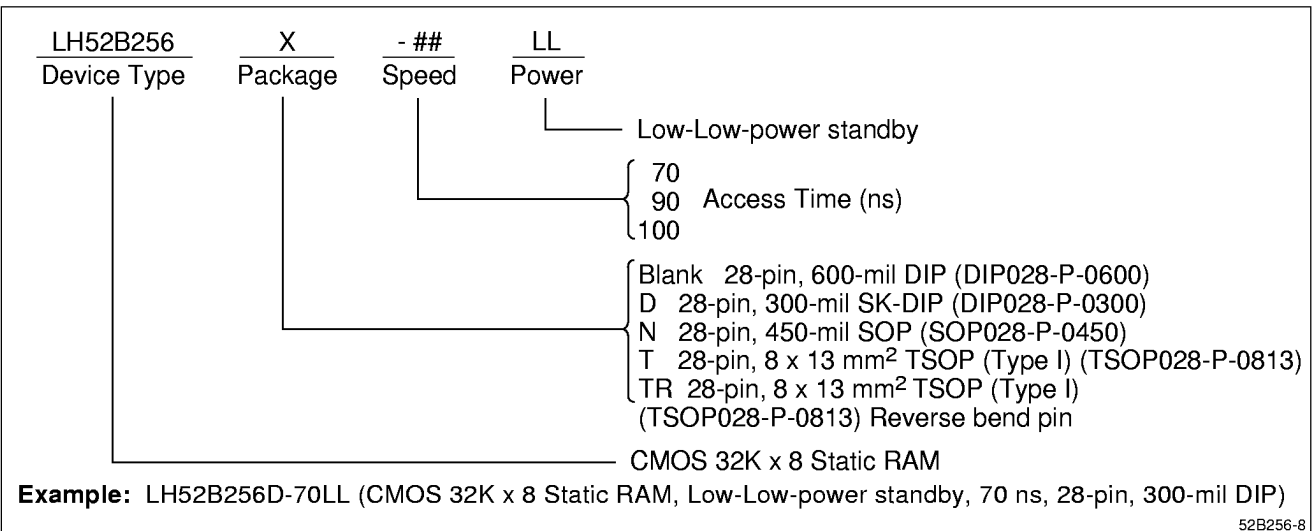 LH52B256 X - ## LL
Device Type Package Speed Power
Low-Low-power standby
70
90 Access Time (ns)
100
Blank 28-pin, 600-mil DIP (DIP028-P-0600)
D 28-pin, 300-mil SK-DIP (DIP028-P-0300)
N 28-pin, 450-mil SOP (SOP028-P-0450)
T 28-pin, 8 x 13 mm² TSOP (Type I) (TSOP028-P-0813)
TR 28-pin, 8 x 13 mm² TSOP (Type I)
(TSOP028-P-0813) Reverse bend pin
CMOS 32K x 8 Static RAM
Example: LH52B256D-70LL (CMOS 32K x 8 Static RAM, Low-Low-power standby, 70 ns, 28-pin, 300-mil DIP)
52B256-8